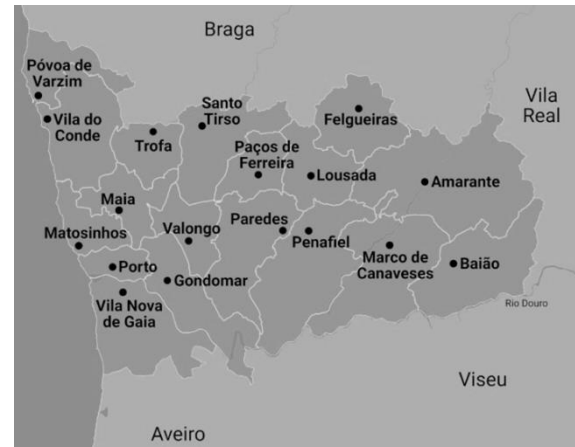 Braga
Póvoa de
Varzim
Vila do
Conde
Trofa
Santo
Tirso
Felgueiras
Vila
Real
Paços de
Ferreira
Lousada
Amarante
Maia
Matosinhos
Valongo
Paredes
Penafiel
Marco de
Canaveses
Baião
Porto
Gondomar
Vila Nova
de Gaia
Rio Douro
Viseu
Aveiro